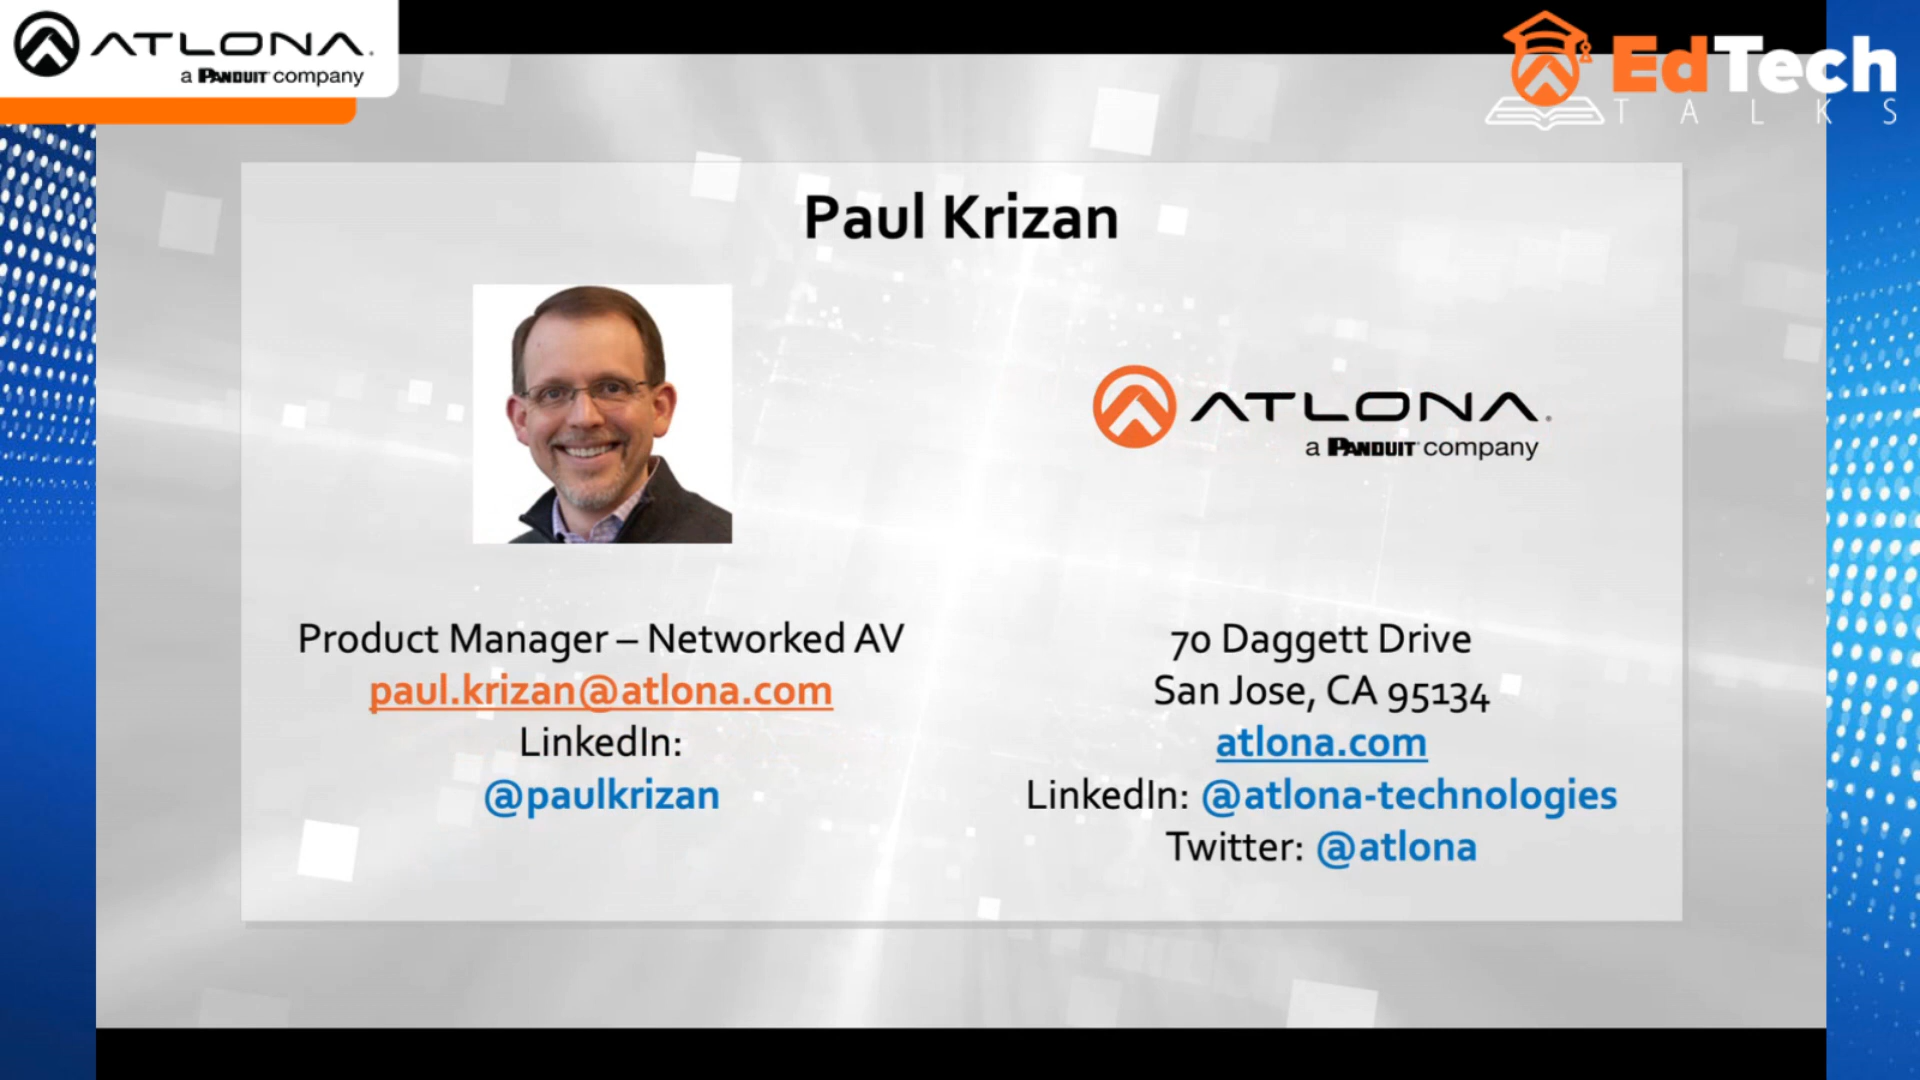 ATLONA.
a PANDUIT company
EdTech
TALKS
Paul Krizan
ATLONA.
a PANDUIT company
Product Manager – Networked AV
paul.krizan@atlona.com
LinkedIn:
@paulkrizan
70 Daggett Drive
San Jose, CA 95134
atlona.com
LinkedIn: @atlona-technologies
Twitter: @atlona